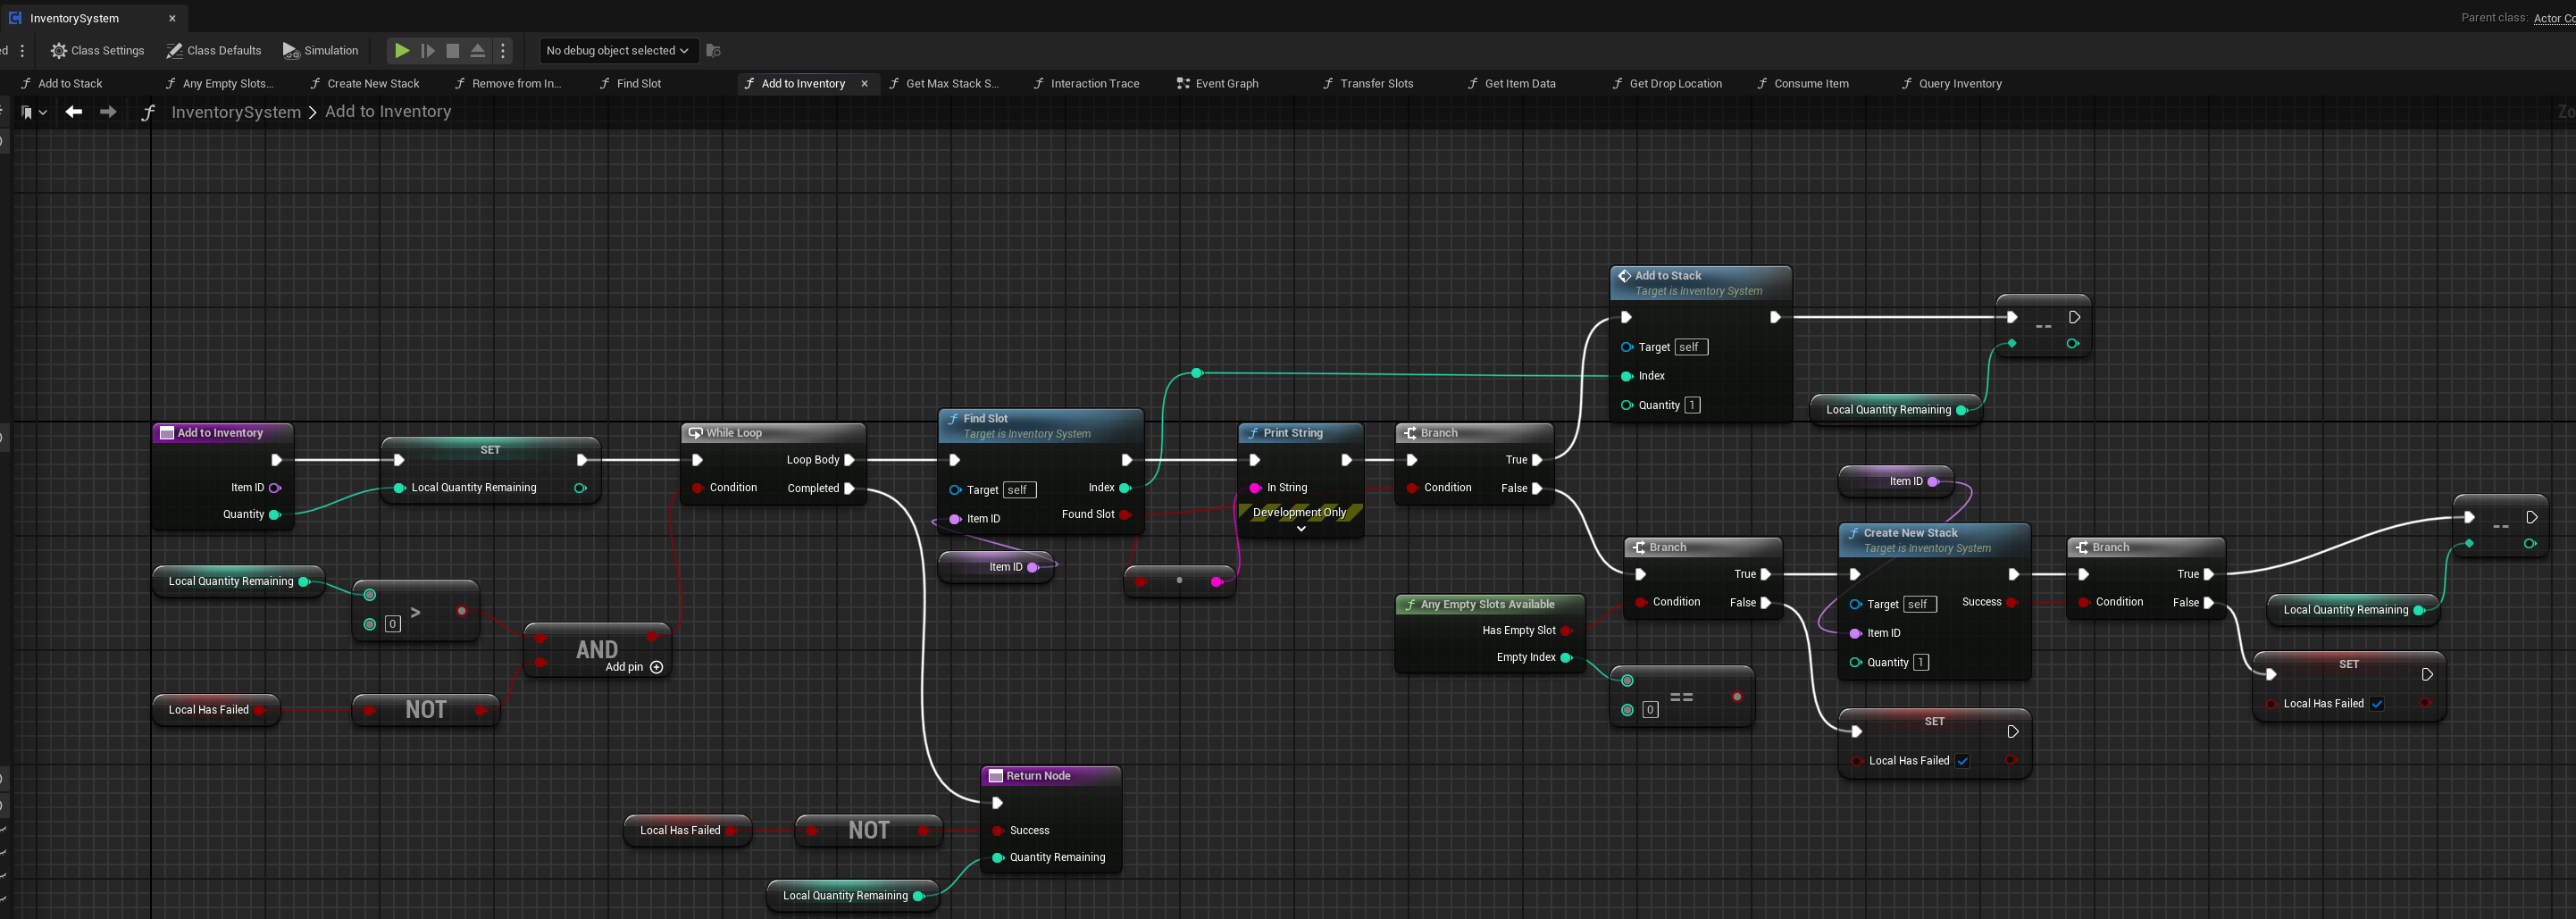 InventorySystem
Parent class: Actor Co
ed
Class Settings
Class Defaults
Simulation
No debug object selected
Add to Stack
Any Empty Slots...
Create New Stack
Remove from In...
Find Slot
Add to Inventory
Get Max Stack S...
Interaction Trace
Event Graph
Transfer Slots
Get Item Data
Get Drop Location
Consume Item
Query Inventory
InventorySystem > Add to Inventory
Zo
Add to Stack
Target is Inventory System
Target self
Index
Quantity 1
--
Local Quantity Remaining
Add to Inventory
Item ID
Quantity
SET
Local Quantity Remaining
While Loop
Loop Body
Condition
Completed
Find Slot
Target is Inventory System
Target self
Index
Found Slot
Item ID
Item ID
Print String
In String
Development Only
Branch
True
Condition
False
Item ID
Local Quantity Remaining
>
0
AND
Add pin
Local Has Failed
NOT
Branch
True
Condition
False
Any Empty Slots Available
Has Empty Slot
Empty Index
==
0
Create New Stack
Target is Inventory System
Target self
Success
Item ID
Quantity 1
Branch
True
Condition
False
--
Local Quantity Remaining
SET
Local Has Failed
SET
Local Has Failed
Return Node
Success
Quantity Remaining
Local Has Failed
NOT
Local Quantity Remaining